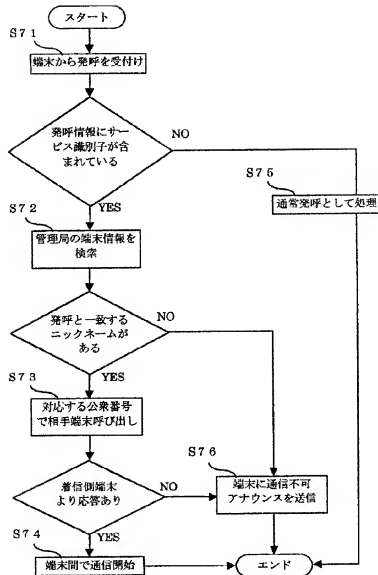 スタート
S71
端末から発呼を受付け
発呼情報にサー
ビス識別子が含
まれている
NO
YES
S75
通常発呼として処理
S72
管理局の端末情報を
検索
発呼と一致する
ニックネームが
ある
NO
YES
S73
対応する公衆番号
で相手端末呼び出し
S76
端末に通信不可
アナウンスを送信
着信側端末
より応答あり
NO
YES
S74
端末間で通信開始
エンド